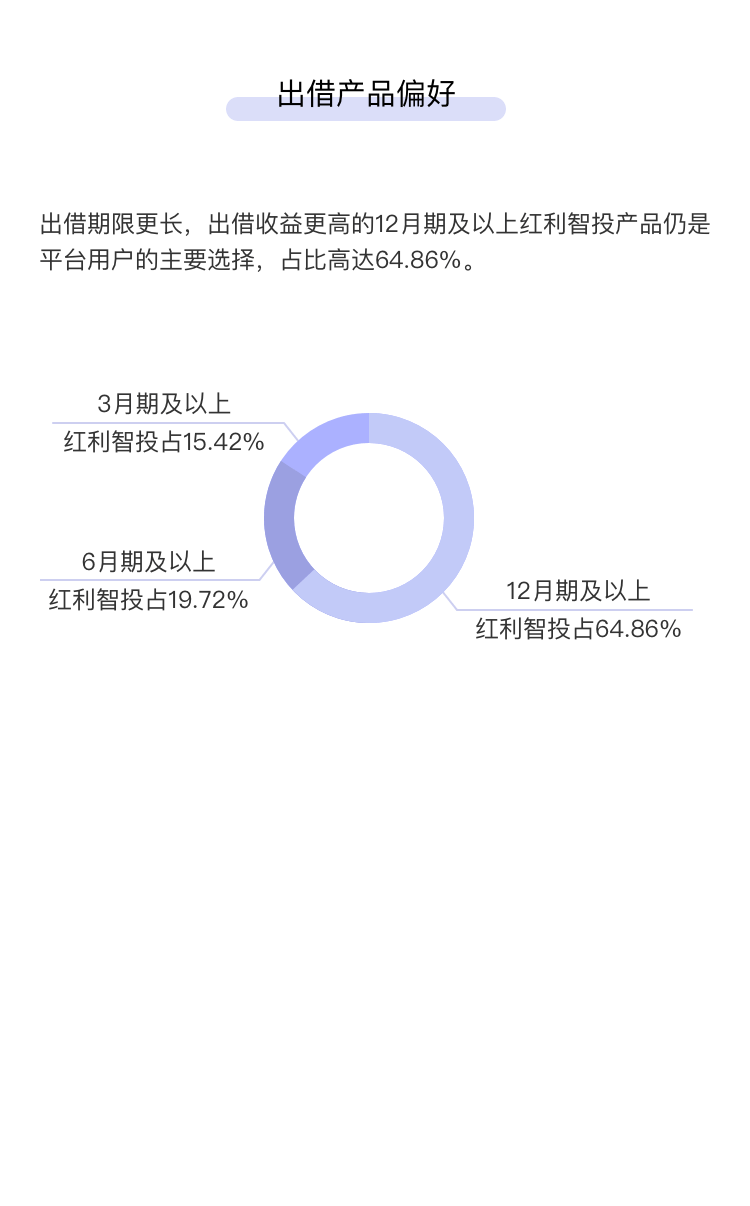 出借产品偏好
出借期限更长，出借收益更高的12月期及以上红利智投产品仍是
平台用户的主要选择，占比高达64.86%。
3月期及以上
红利智投占15.42%
6月期及以上
红利智投占19.72%
12月期及以上
红利智投占64.86%